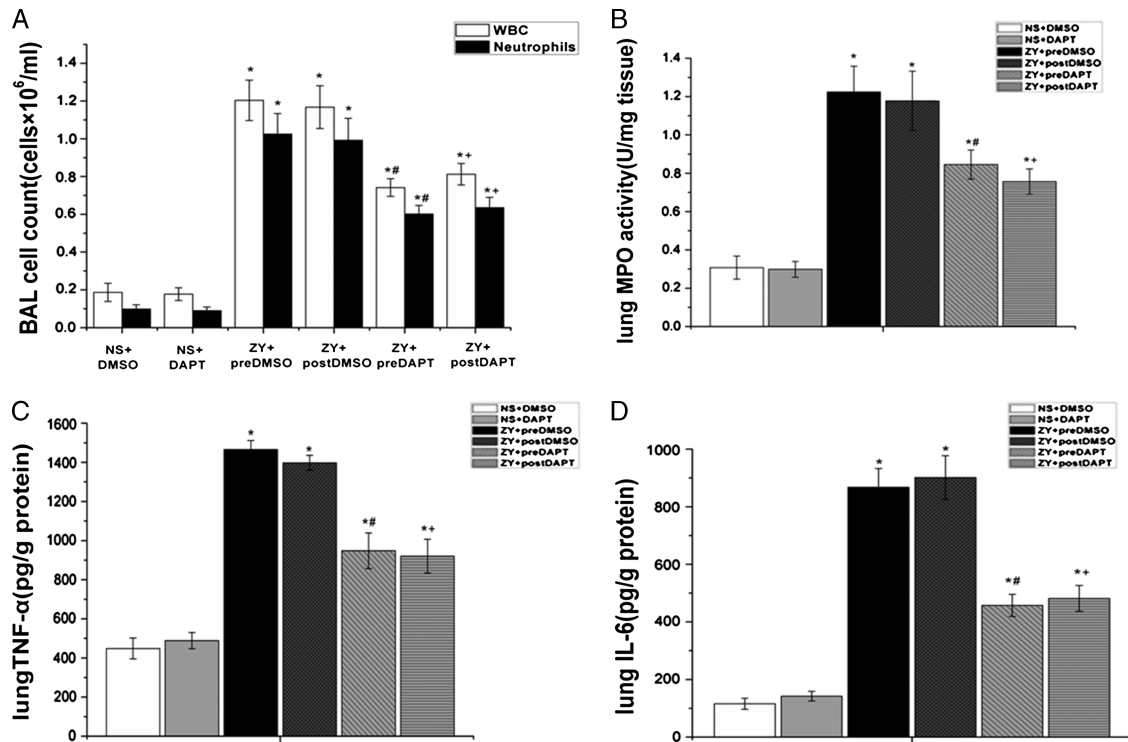 A
WBC
Neutrophils
BAL cell count(cells×10⁶/ml)
1.4
1.2
1.0
0.8
0.6
0.4
0.2
0.0
* * * * *# *# *+ *+
NS+ NS+ ZY+ ZY+ ZY+ ZY+
DMSO DAPT preDMSO postDMSO preDAPT postDAPT
B
NS+DMSO
NS+DAPT
ZY+preDMSO
ZY+postDMSO
ZY+preDAPT
ZY+postDAPT
lung MPO activity(U/mg tissue)
1.4
1.2
1.0
0.8
0.6
0.4
0.2
0.0
* * *# *+
C
NS+DMSO
NS+DAPT
ZY+preDMSO
ZY+postDMSO
ZY+preDAPT
ZY+postDAPT
lungTNF-α(pg/g protein)
1600
1400
1200
1000
800
600
400
200
0
* * *# *+
D
NS+DMSO
NS+DAPT
ZY+preDMSO
ZY+postDMSO
ZY+preDAPT
ZY+postDAPT
lung IL-6(pg/g protein)
1000
800
600
400
200
0
* * *# *+